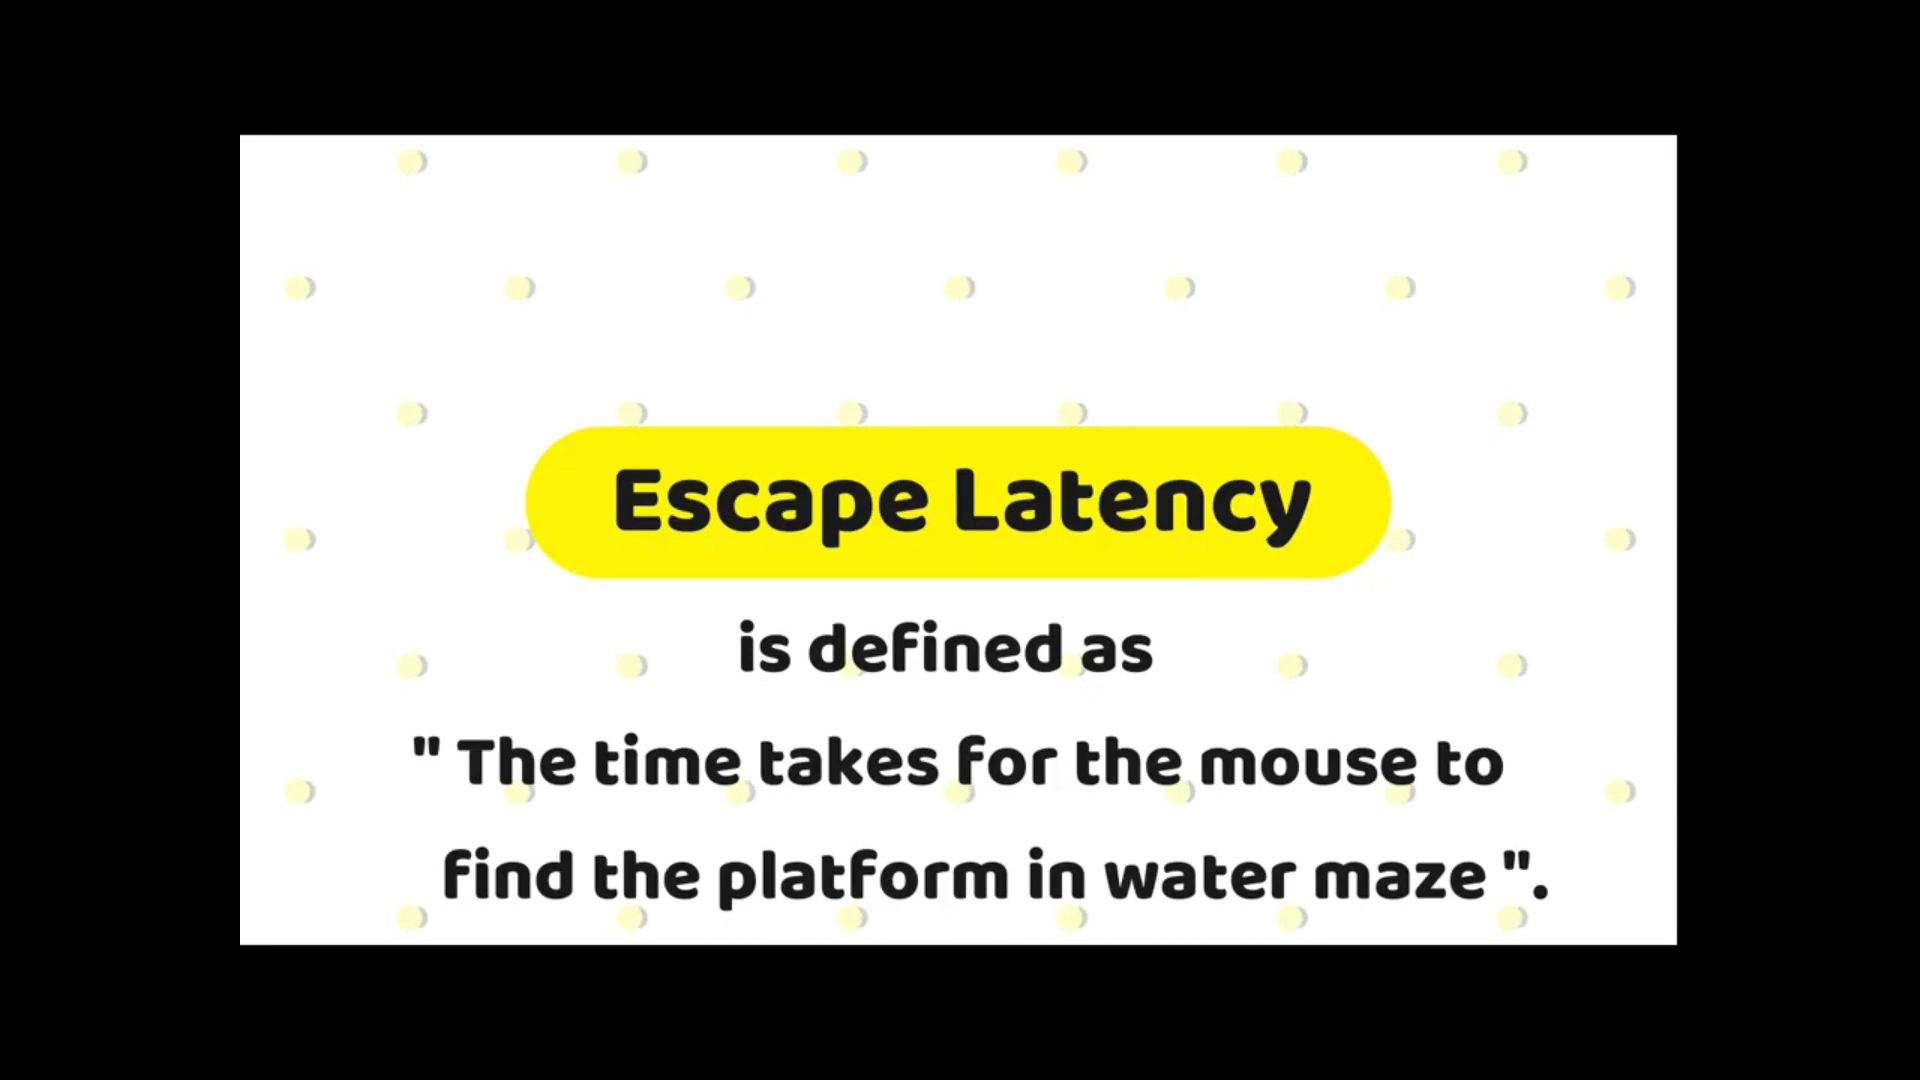 Escape Latency
is defined as
" The time takes for the mouse to
find the platform in water maze ".